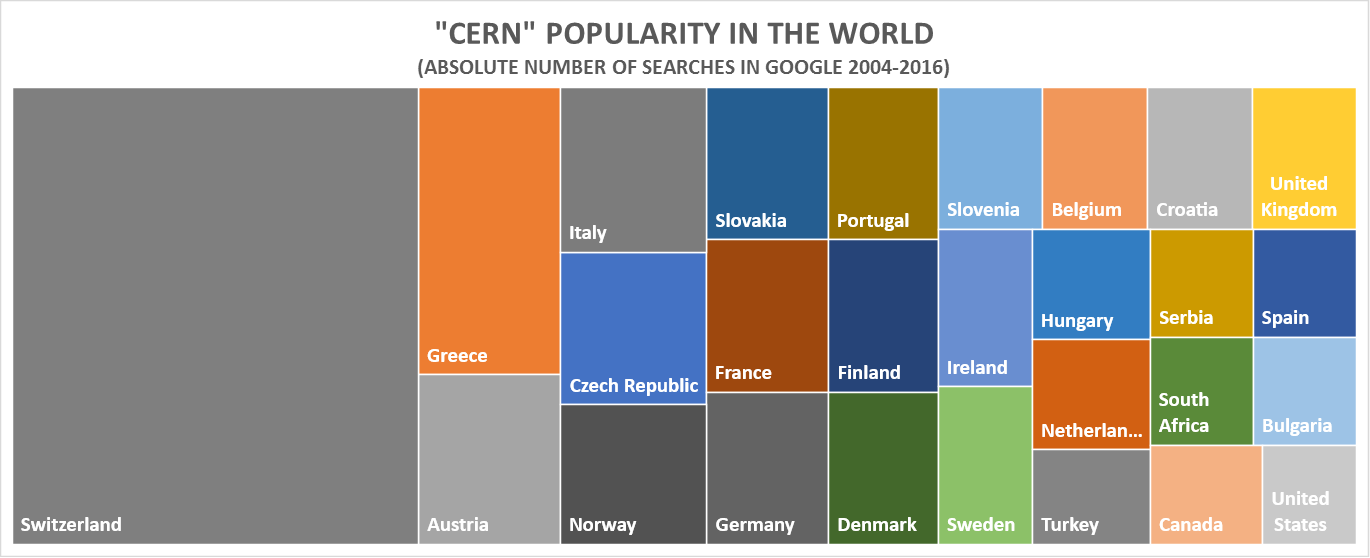 "CERN" POPULARITY IN THE WORLD
(ABSOLUTE NUMBER OF SEARCHES IN GOOGLE 2004-2016)
Switzerland
Greece
Austria
Italy
Czech Republic
Norway
Slovakia
France
Germany
Portugal
Finland
Denmark
Slovenia
Belgium
Croatia
United
Kingdom
Ireland
Sweden
Hungary
Netherlan...
Turkey
Serbia
South
Africa
Spain
Bulgaria
Canada
United
States